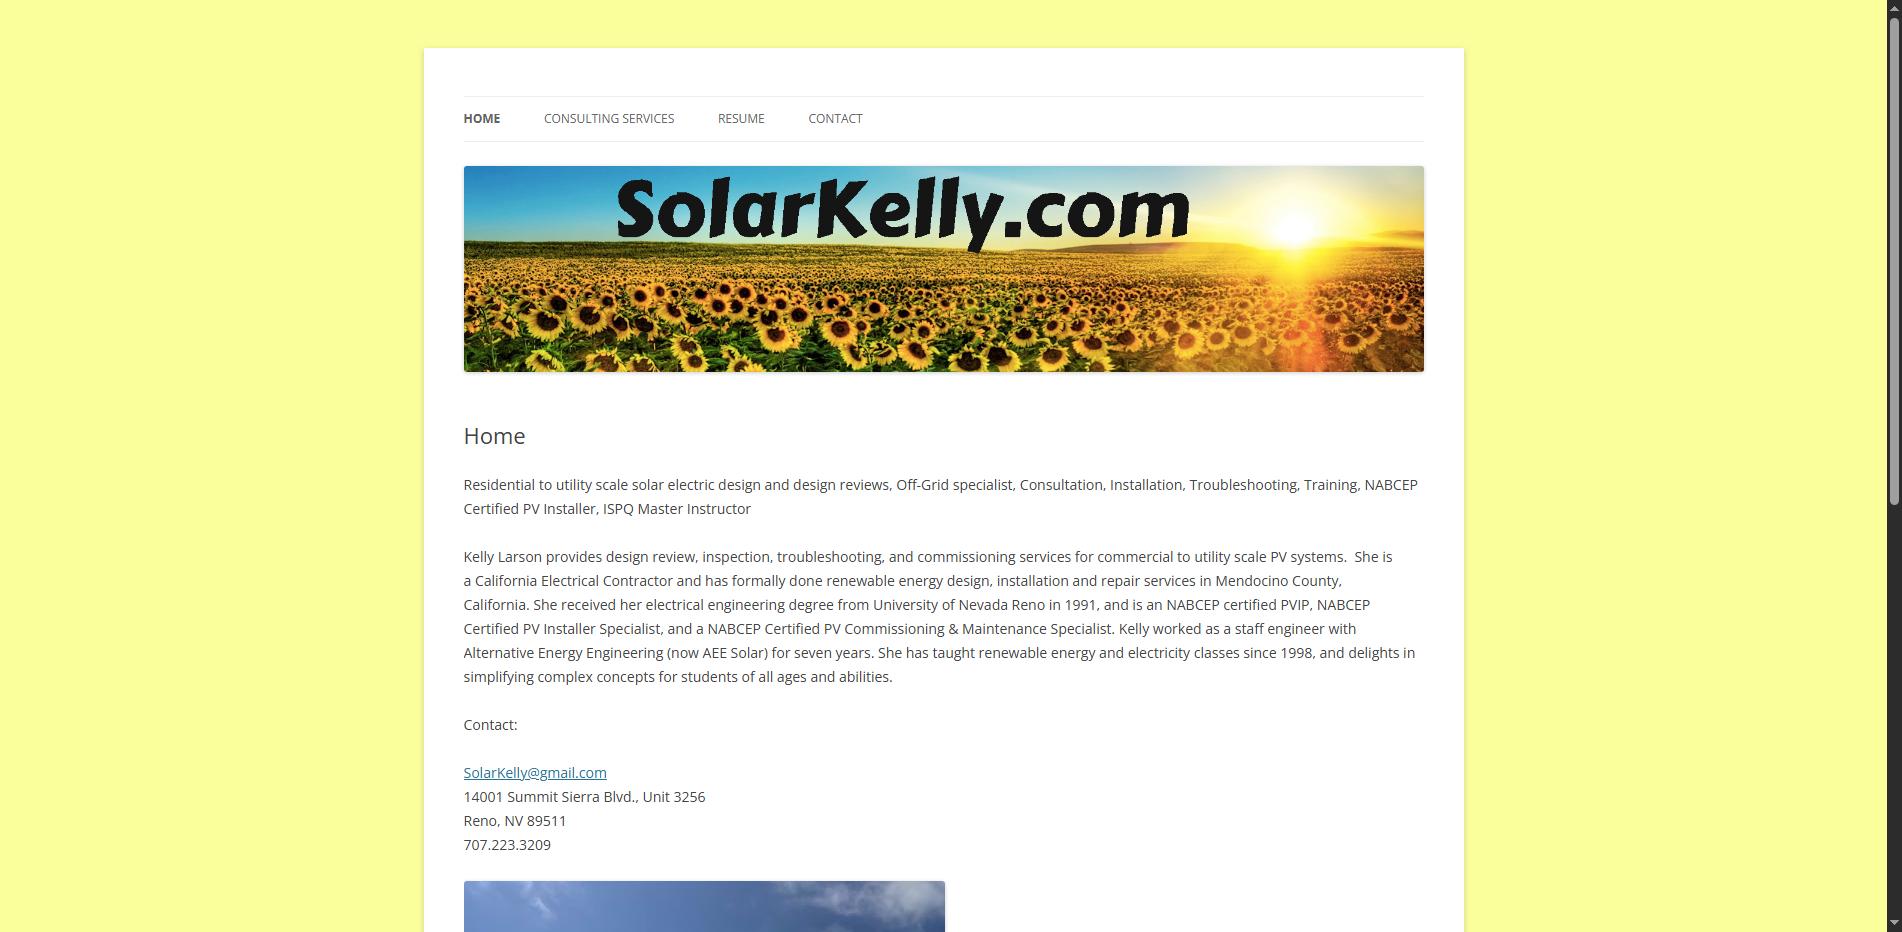 HOME CONSULTING SERVICES RESUME CONTACT
SolarKelly.com
Home
Residential to utility scale solar electric design and design reviews, Off-Grid specialist, Consultation, Installation, Troubleshooting, Training, NABCEP
Certified PV Installer, ISPQ Master Instructor
Kelly Larson provides design review, inspection, troubleshooting, and commissioning services for commercial to utility scale PV systems.  She is
a California Electrical Contractor and has formally done renewable energy design, installation and repair services in Mendocino County,
California. She received her electrical engineering degree from University of Nevada Reno in 1991, and is an NABCEP certified PVIP, NABCEP
Certified PV Installer Specialist, and a NABCEP Certified PV Commissioning & Maintenance Specialist. Kelly worked as a staff engineer with
Alternative Energy Engineering (now AEE Solar) for seven years. She has taught renewable energy and electricity classes since 1998, and delights in
simplifying complex concepts for students of all ages and abilities.
Contact:
SolarKelly@gmail.com
14001 Summit Sierra Blvd., Unit 3256
Reno, NV 89511
707.223.3209